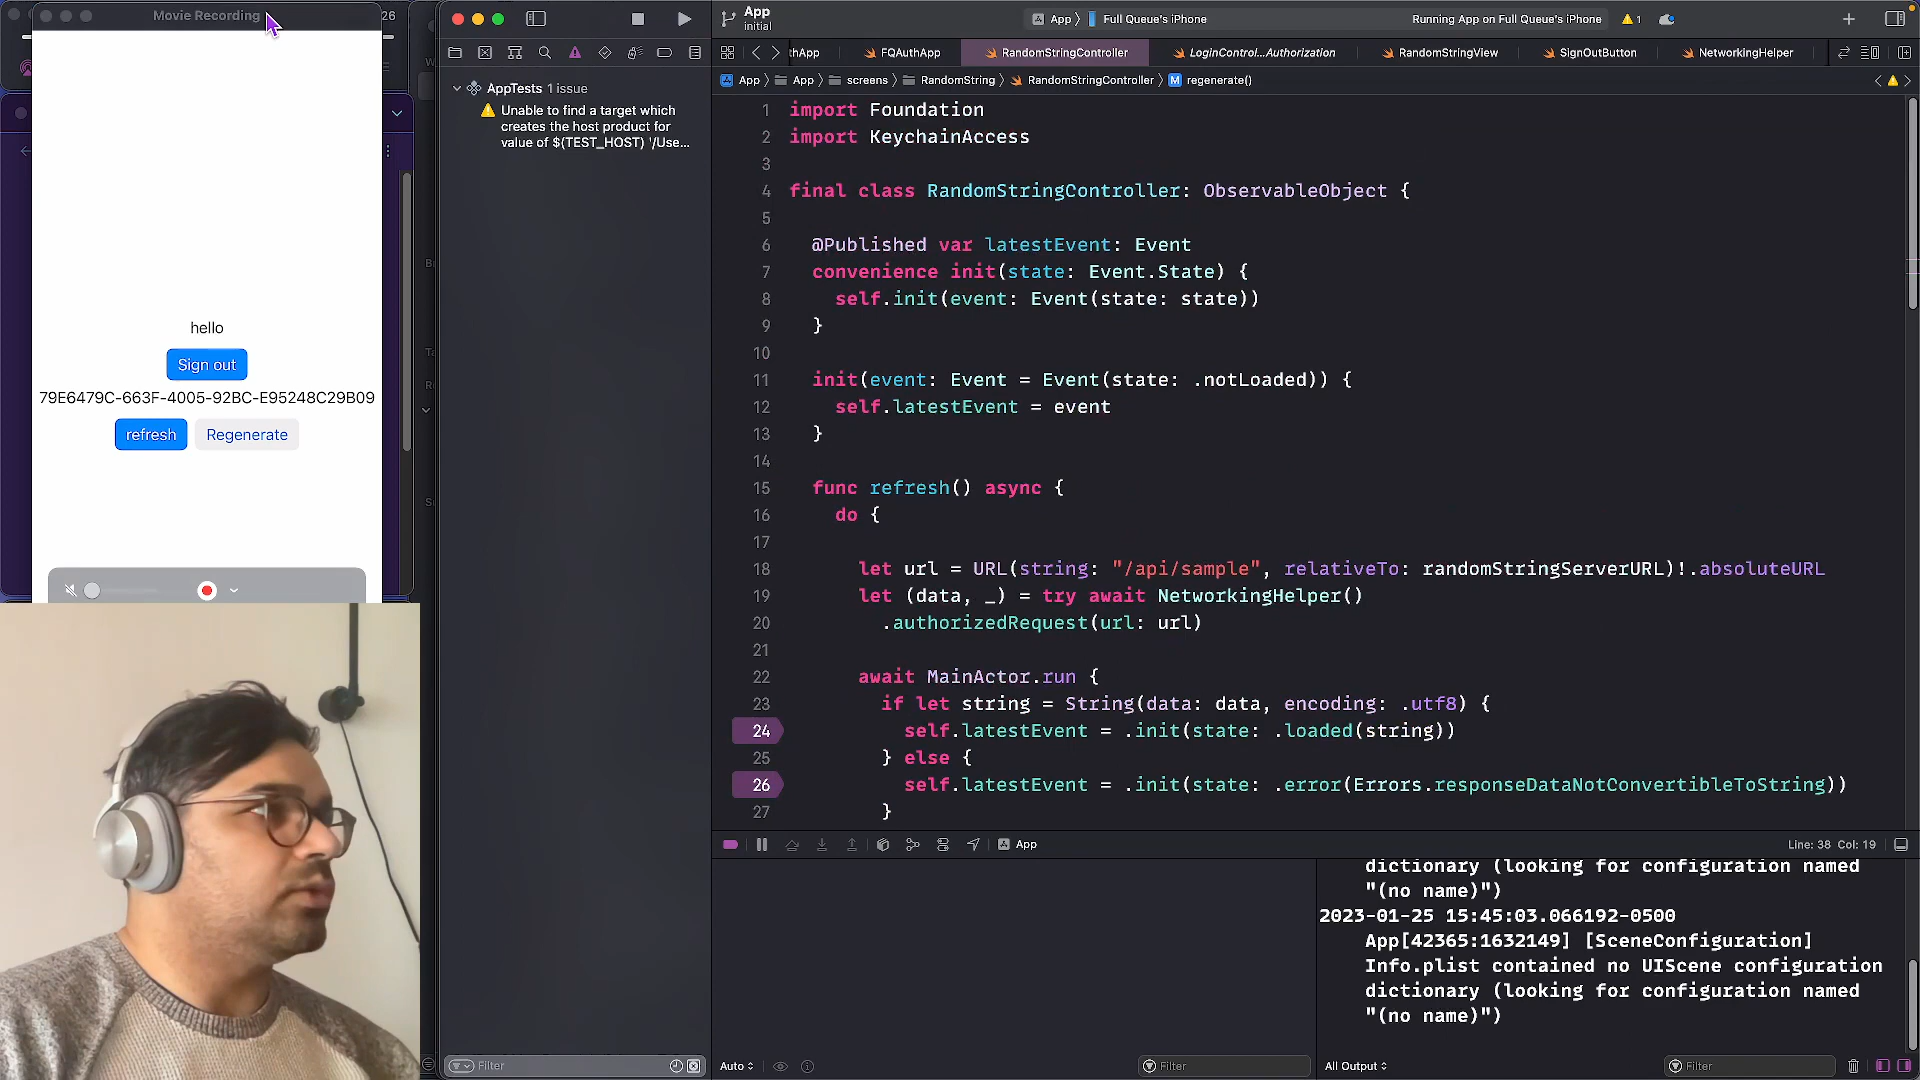 Movie Recording
26
hello
Sign out
79E6479C-663F-4005-92BC-E95248C29B09
refresh
Regenerate
App
initial
App
Full Queue's iPhone
Running App on Full Queue's iPhone
1
thApp
FQAuthApp
RandomStringController
LoginControl...Authorization
RandomStringView
SignOutButton
NetworkingHelper
App
App
screens
RandomString
RandomStringController
M
regenerate()
AppTests 1 issue
Unable to find a target which
creates the host product for
value of $(TEST_HOST) '/Use...
1 import Foundation
2 import KeychainAccess
3
4 final class RandomStringController: ObservableObject {
5
6 @Published var latestEvent: Event
7 convenience init(state: Event.State) {
8 self.init(event: Event(state: state))
9 }
10
11 init(event: Event = Event(state: .notLoaded)) {
12 self.latestEvent = event
13 }
14
15 func refresh() async {
16 do {
17
18 let url = URL(string: "/api/sample", relativeTo: randomStringServerURL)!.absoluteURL
19 let (data, _) = try await NetworkingHelper()
20 .authorizedRequest(url: url)
21
22 await MainActor.run {
23 if let string = String(data: data, encoding: .utf8) {
24 self.latestEvent = .init(state: .loaded(string))
25 } else {
26 self.latestEvent = .init(state: .error(Errors.responseDataNotConvertibleToString))
27 }
App
Line: 38 Col: 19
dictionary (looking for configuration named
"(no name)")
2023-01-25 15:45:03.066192-0500
App[42365:1632149] [SceneConfiguration]
Info.plist contained no UIScene configuration
dictionary (looking for configuration named
"(no name)")
Filter
Auto
Filter
All Output
Filter